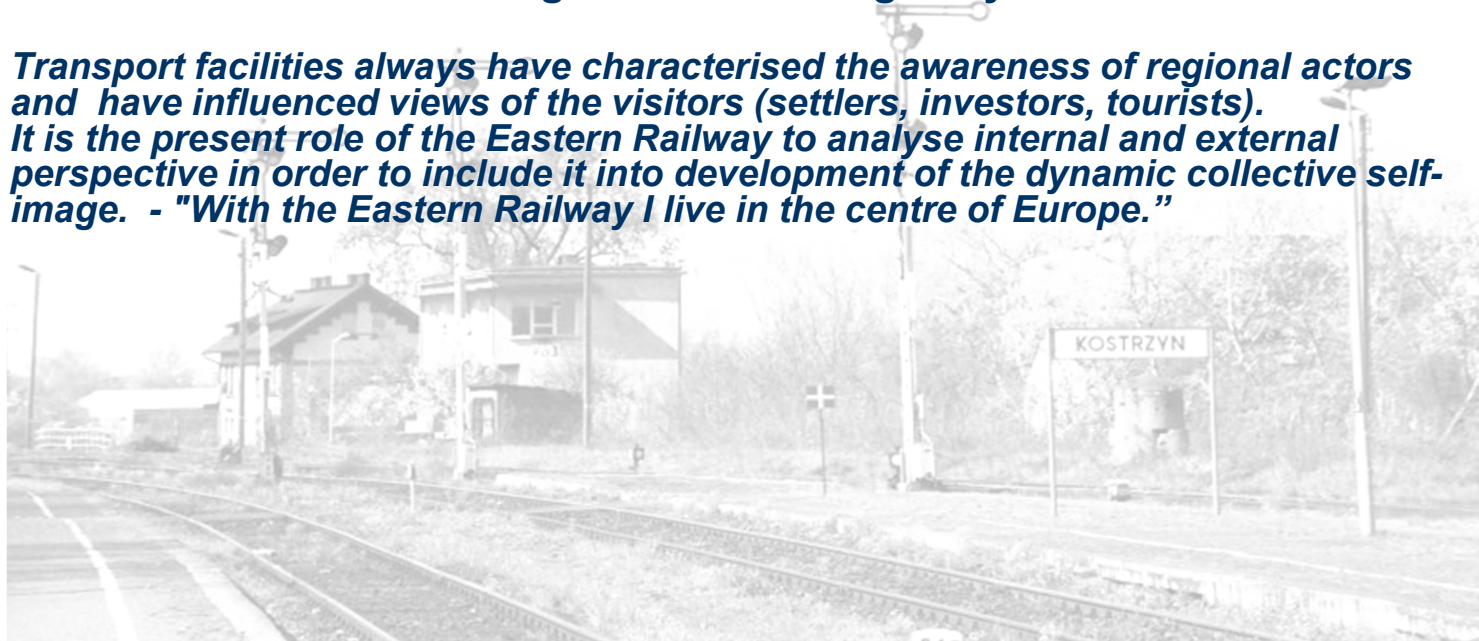 Transport facilities always have characterised the awareness of regional actors
and  have influenced views of the visitors (settlers, investors, tourists).
It is the present role of the Eastern Railway to analyse internal and external
perspective in order to include it into development of the dynamic collective self-
image.  - "With the Eastern Railway I live in the centre of Europe.”
KOSTRZYN